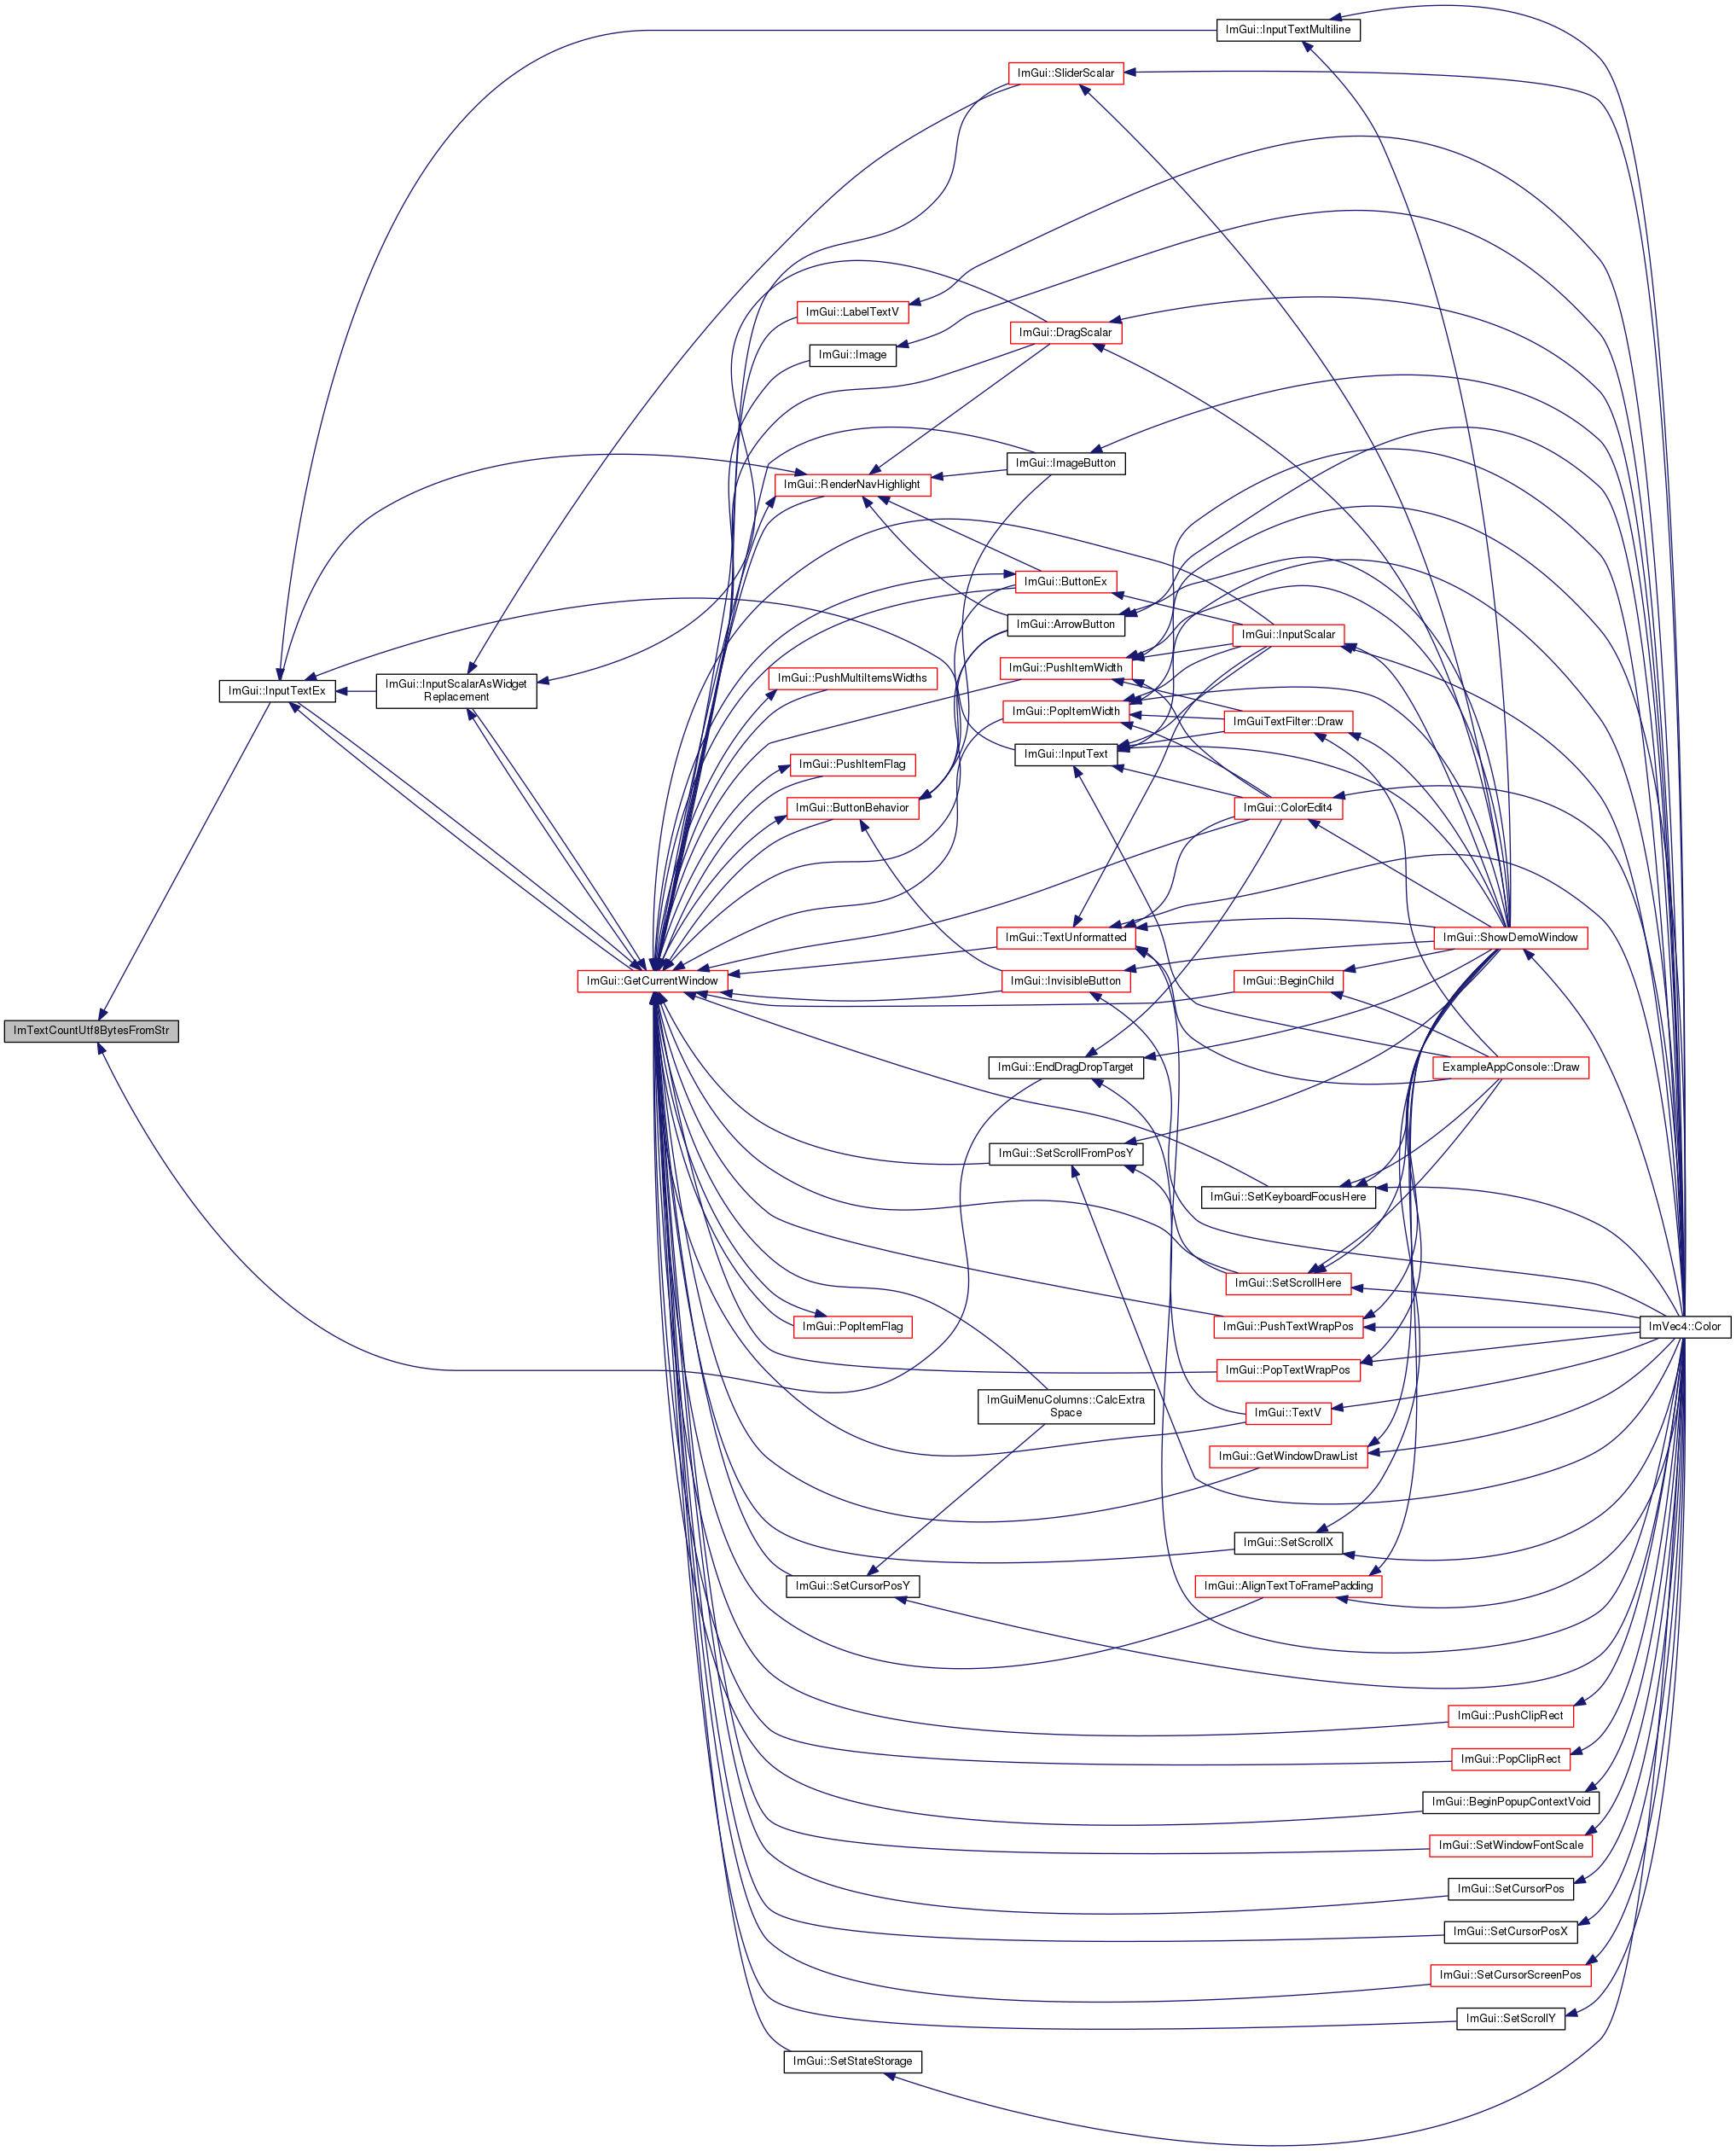 ImGui::InputTextMultiline
ImGui::SliderScalar
ImGui::LabelTextV
ImGui::DragScalar
ImGui::Image
ImGui::ImageButton
ImGui::RenderNavHighlight
ImGui::ButtonEx
ImGui::ArrowButton
ImGui::InputScalar
ImGui::PushItemWidth
ImGui::PushMultiItemsWidths
ImGui::InputTextEx
ImGui::InputScalarAsWidget
Replacement
ImGui::PopItemWidth
ImGuiTextFilter::Draw
ImGui::InputText
ImGui::PushItemFlag
ImGui::ButtonBehavior
ImGui::ColorEdit4
ImGui::TextUnformatted
ImGui::ShowDemoWindow
ImGui::GetCurrentWindow
ImGui::InvisibleButton
ImGui::BeginChild
ImTextCountUtf8BytesFromStr
ImGui::EndDragDropTarget
ExampleAppConsole::Draw
ImGui::SetScrollFromPosY
ImGui::SetKeyboardFocusHere
ImGui::SetScrollHere
ImGui::PopItemFlag
ImGui::PushTextWrapPos
ImVec4::Color
ImGui::PopTextWrapPos
ImGuiMenuColumns::CalcExtra
Space
ImGui::TextV
ImGui::GetWindowDrawList
ImGui::SetScrollX
ImGui::SetCursorPosY
ImGui::AlignTextToFramePadding
ImGui::PushClipRect
ImGui::PopClipRect
ImGui::BeginPopupContextVoid
ImGui::SetWindowFontScale
ImGui::SetCursorPos
ImGui::SetCursorPosX
ImGui::SetCursorScreenPos
ImGui::SetScrollY
ImGui::SetStateStorage